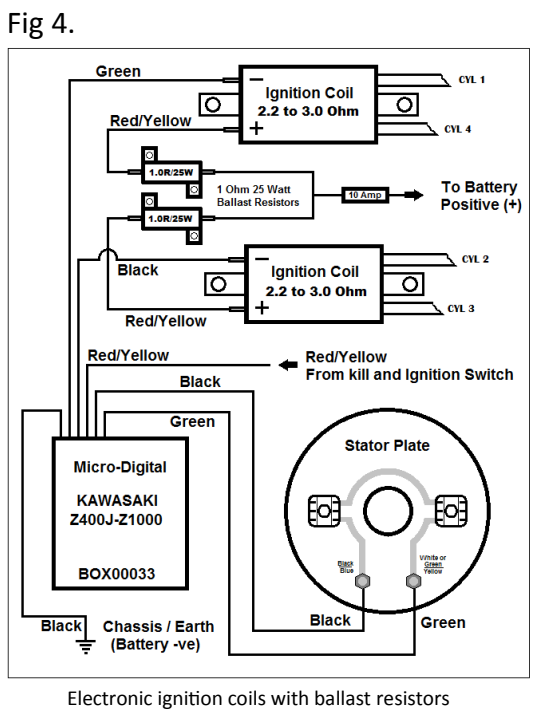 Fig 4.
Green
Ignition Coil
2.2 to 3.0 Ohm
CYL 1
CYL 4
Red/Yellow
1.0R/25W
1 Ohm 25 Watt
Ballast Resistors
10 Amp
To Battery
Positive (+)
1.0R/25W
Black
Ignition Coil
2.2 to 3.0 Ohm
CYL 2
CYL 3
Red/Yellow
Red/Yellow
Red/Yellow
From kill and Ignition Switch
Black
Green
Micro-Digital
KAWASAKI
Z400J-Z1000
BOX00033
Stator Plate
Black
Blue
White or
Green
Yellow
Black
Green
Black
Chassis / Earth
(Battery -ve)
Electronic ignition coils with ballast resistors